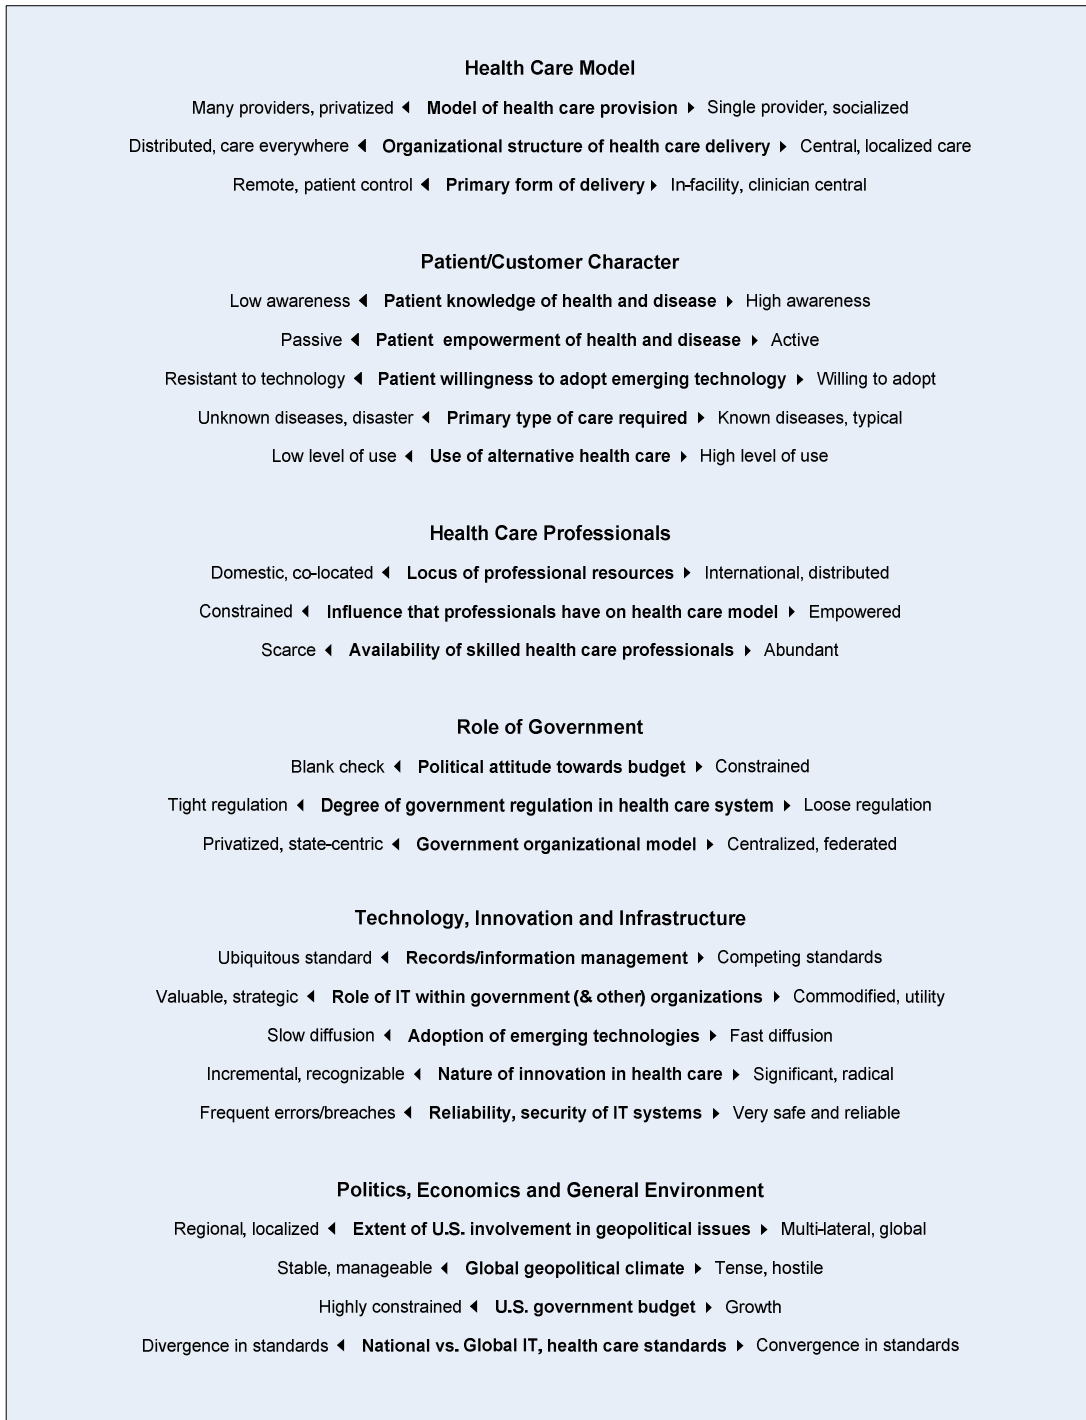 Health Care Model
Many providers, privatized ◄ Model of health care provision ► Single provider, socialized
Distributed, care everywhere ◄ Organizational structure of health care delivery ► Central, localized care
Remote, patient control ◄ Primary form of delivery ► In-facility, clinician central
Patient/Customer Character
Low awareness ◄ Patient knowledge of health and disease ► High awareness
Passive ◄ Patient empowerment of health and disease ► Active
Resistant to technology ◄ Patient willingness to adopt emerging technology ► Willing to adopt
Unknown diseases, disaster ◄ Primary type of care required ► Known diseases, typical
Low level of use ◄ Use of alternative health care ► High level of use
Health Care Professionals
Domestic, co-located ◄ Locus of professional resources ► International, distributed
Constrained ◄ Influence that professionals have on health care model ► Empowered
Scarce ◄ Availability of skilled health care professionals ► Abundant
Role of Government
Blank check ◄ Political attitude towards budget ► Constrained
Tight regulation ◄ Degree of government regulation in health care system ► Loose regulation
Privatized, state-centric ◄ Government organizational model ► Centralized, federated
Technology, Innovation and Infrastructure
Ubiquitous standard ◄ Records/information management ► Competing standards
Valuable, strategic ◄ Role of IT within government (& other) organizations ► Commodified, utility
Slow diffusion ◄ Adoption of emerging technologies ► Fast diffusion
Incremental, recognizable ◄ Nature of innovation in health care ► Significant, radical
Frequent errors/breaches ◄ Reliability, security of IT systems ► Very safe and reliable
Politics, Economics and General Environment
Regional, localized ◄ Extent of U.S. involvement in geopolitical issues ► Multi-lateral, global
Stable, manageable ◄ Global geopolitical climate ► Tense, hostile
Highly constrained ◄ U.S. government budget ► Growth
Divergence in standards ◄ National vs. Global IT, health care standards ► Convergence in standards